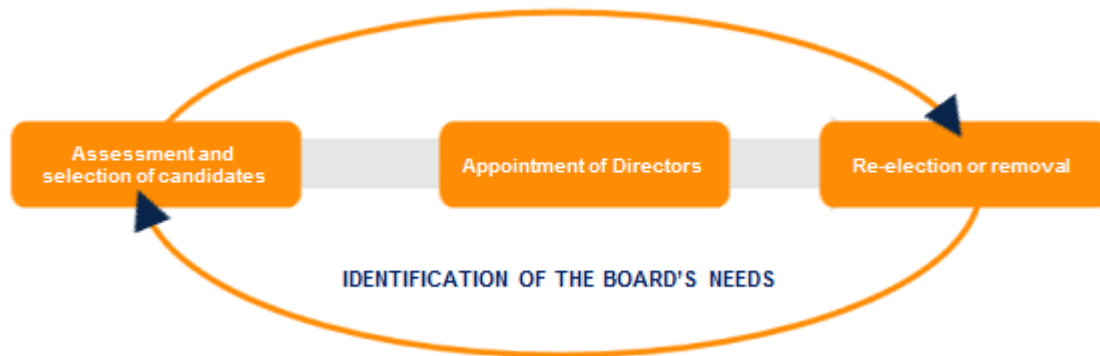 Assessment and
selection of candidates
Appointment of Directors
Re-election or removal
IDENTIFICATION OF THE BOARD'S NEEDS